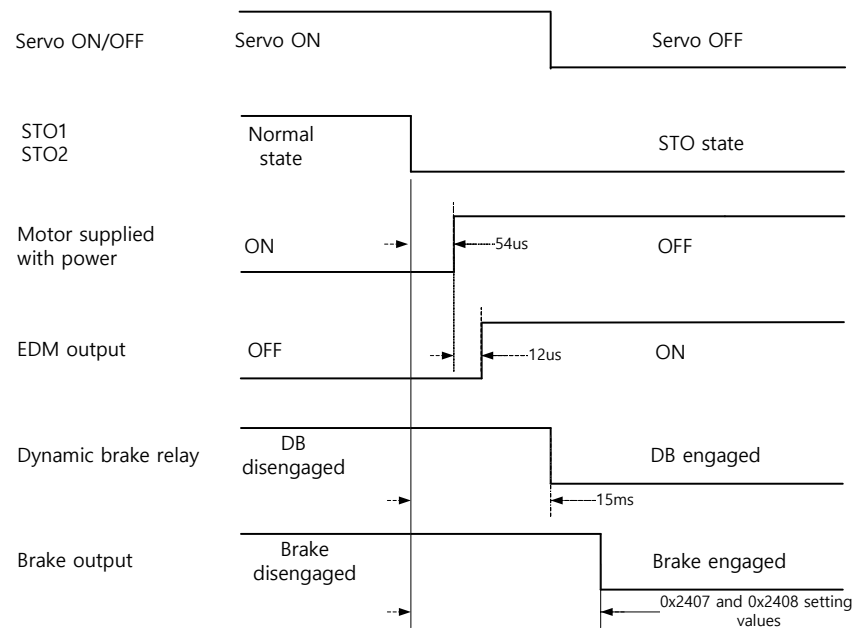 Servo ON/OFF
Servo ON
Servo OFF
STO1
STO2
Normal
state
STO state
Motor supplied
with power
ON
54us
OFF
EDM output
OFF
12us
ON
Dynamic brake relay
DB
disengaged
DB engaged
15ms
Brake output
Brake
disengaged
Brake engaged
0x2407 and 0x2408 setting
values